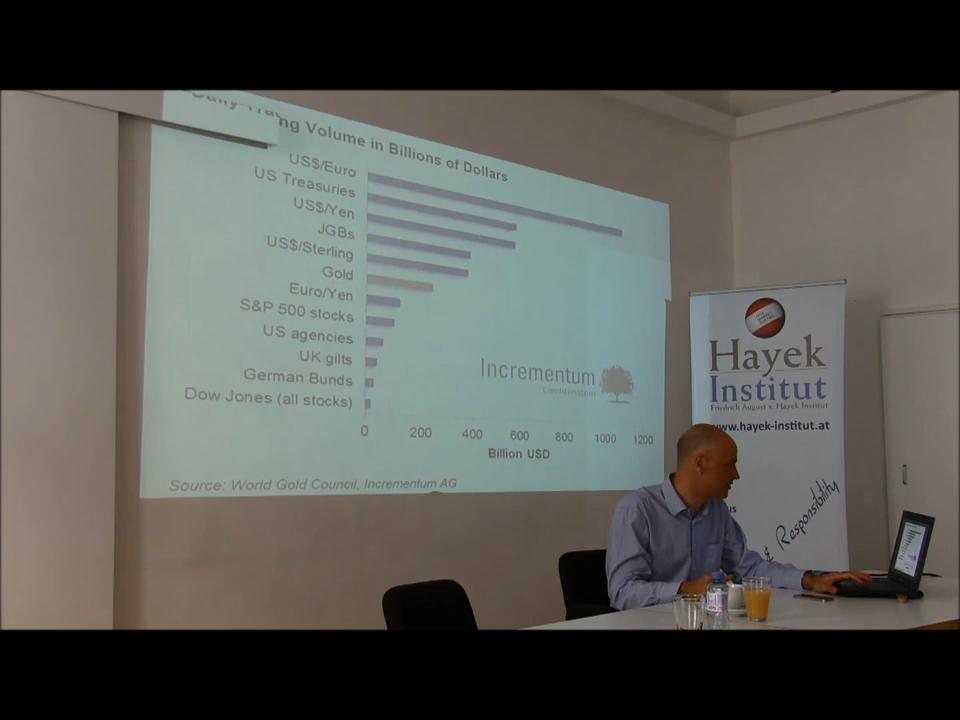 Daily Trading Volume in Billions of Dollars
US$/Euro
US Treasuries
US$/Yen
JGBs
US$/Sterling
Gold
Euro/Yen
S&P 500 stocks
US agencies
UK gilts
German Bunds
Dow Jones (all stocks)
0 200 400 600 800 1000 1200
Billion USD
Incrementum
Liechtenstein
Source: World Gold Council, Incrementum AG
Hayek
Institut
Friedrich August v. Hayek Institut
www.hayek-institut.at
& Responsibility